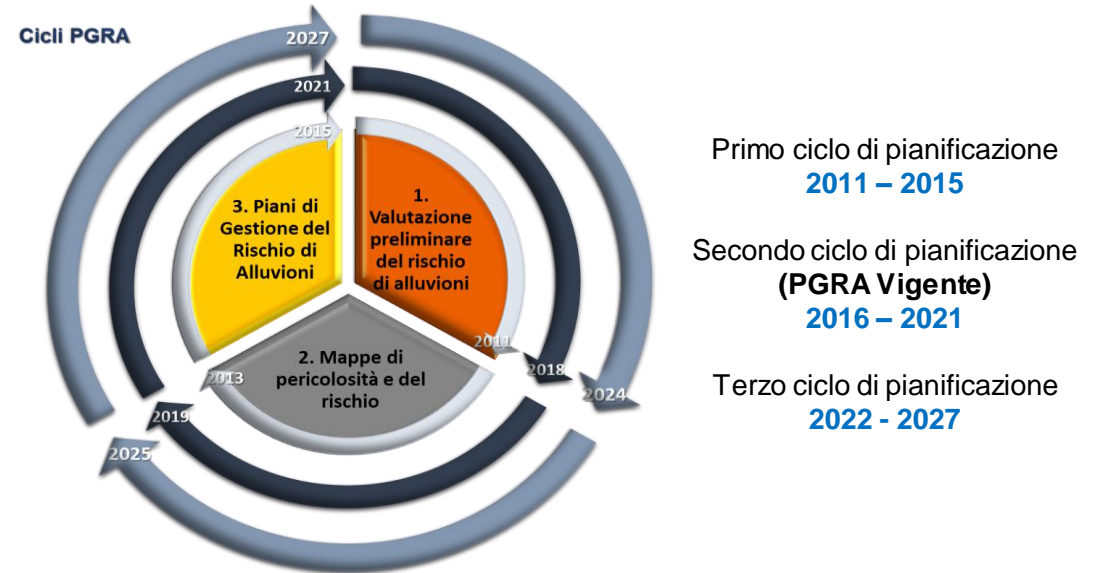 Cicli PGRA
2027
2021
2015
1.
Valutazione
preliminare
del rischio
di alluvioni
2011
2018
2024
2. Mappe di
pericolosità e del
rischio
2013
2019
2025
3. Piani di
Gestione del
Rischio di
Alluvioni
Primo ciclo di pianificazione
2011 – 2015
Secondo ciclo di pianificazione
(PGRA Vigente)
2016 – 2021
Terzo ciclo di pianificazione
2022 - 2027